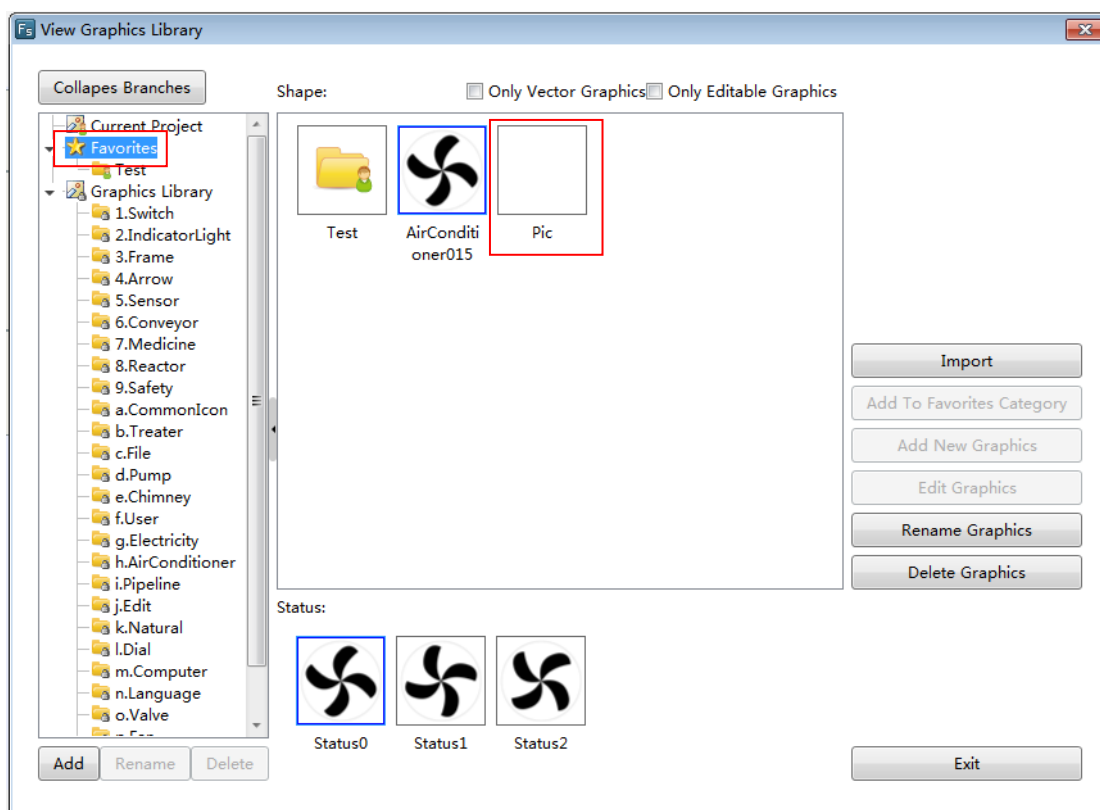 Fs View Graphics Library
Collapes Branches
Shape:
Only Vector Graphics
Only Editable Graphics
Current Project
Favorites
Test
Graphics Library
1.Switch
2.IndicatorLight
3.Frame
4.Arrow
5.Sensor
6.Conveyor
7.Medicine
8.Reactor
9.Safety
a.CommonIcon
b.Treater
c.File
d.Pump
e.Chimney
f.User
g.Electricity
h.AirConditioner
i.Pipeline
j.Edit
k.Natural
l.Dial
m.Computer
n.Language
o.Valve
Add
Rename
Delete
Test
AirConditi
oner015
Pic
Status:
Status0
Status1
Status2
Import
Add To Favorites Category
Add New Graphics
Edit Graphics
Rename Graphics
Delete Graphics
Exit